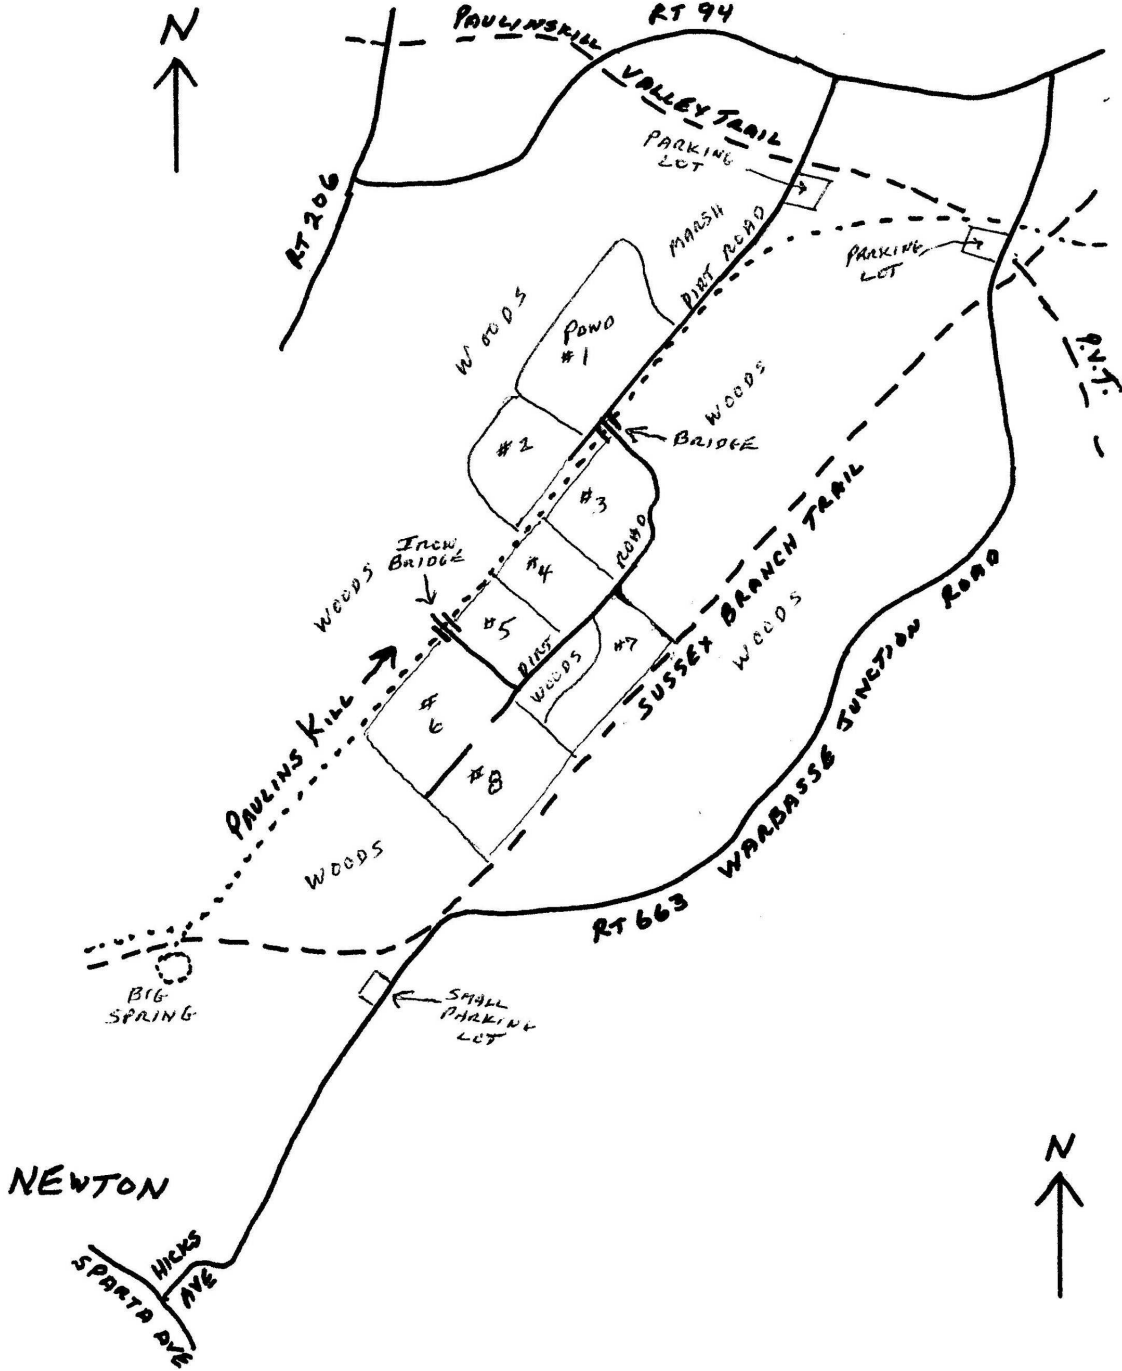 N
PAULINSKILL
RT 94
VALLEY TRAIL
PARKING
LOT
RT 206
MARSH
DIRT ROAD
PARKING
LOT
WOODS
POND
#1
P.V.T.
WOODS
#2
BRIDGE
#3
IRON
BRIDGE
WOODS
#4
ROAD
SUSSEX BRANCH TRAIL
WOODS
#5
DIRT
WOODS
#7
WARBASSE JUNCTION ROAD
PAULINS KILL
#
6
#8
WOODS
RT 663
BIG
SPRING
SMALL
PARKING
LOT
NEWTON
N
HICKS
AVE
SPARTA AVE